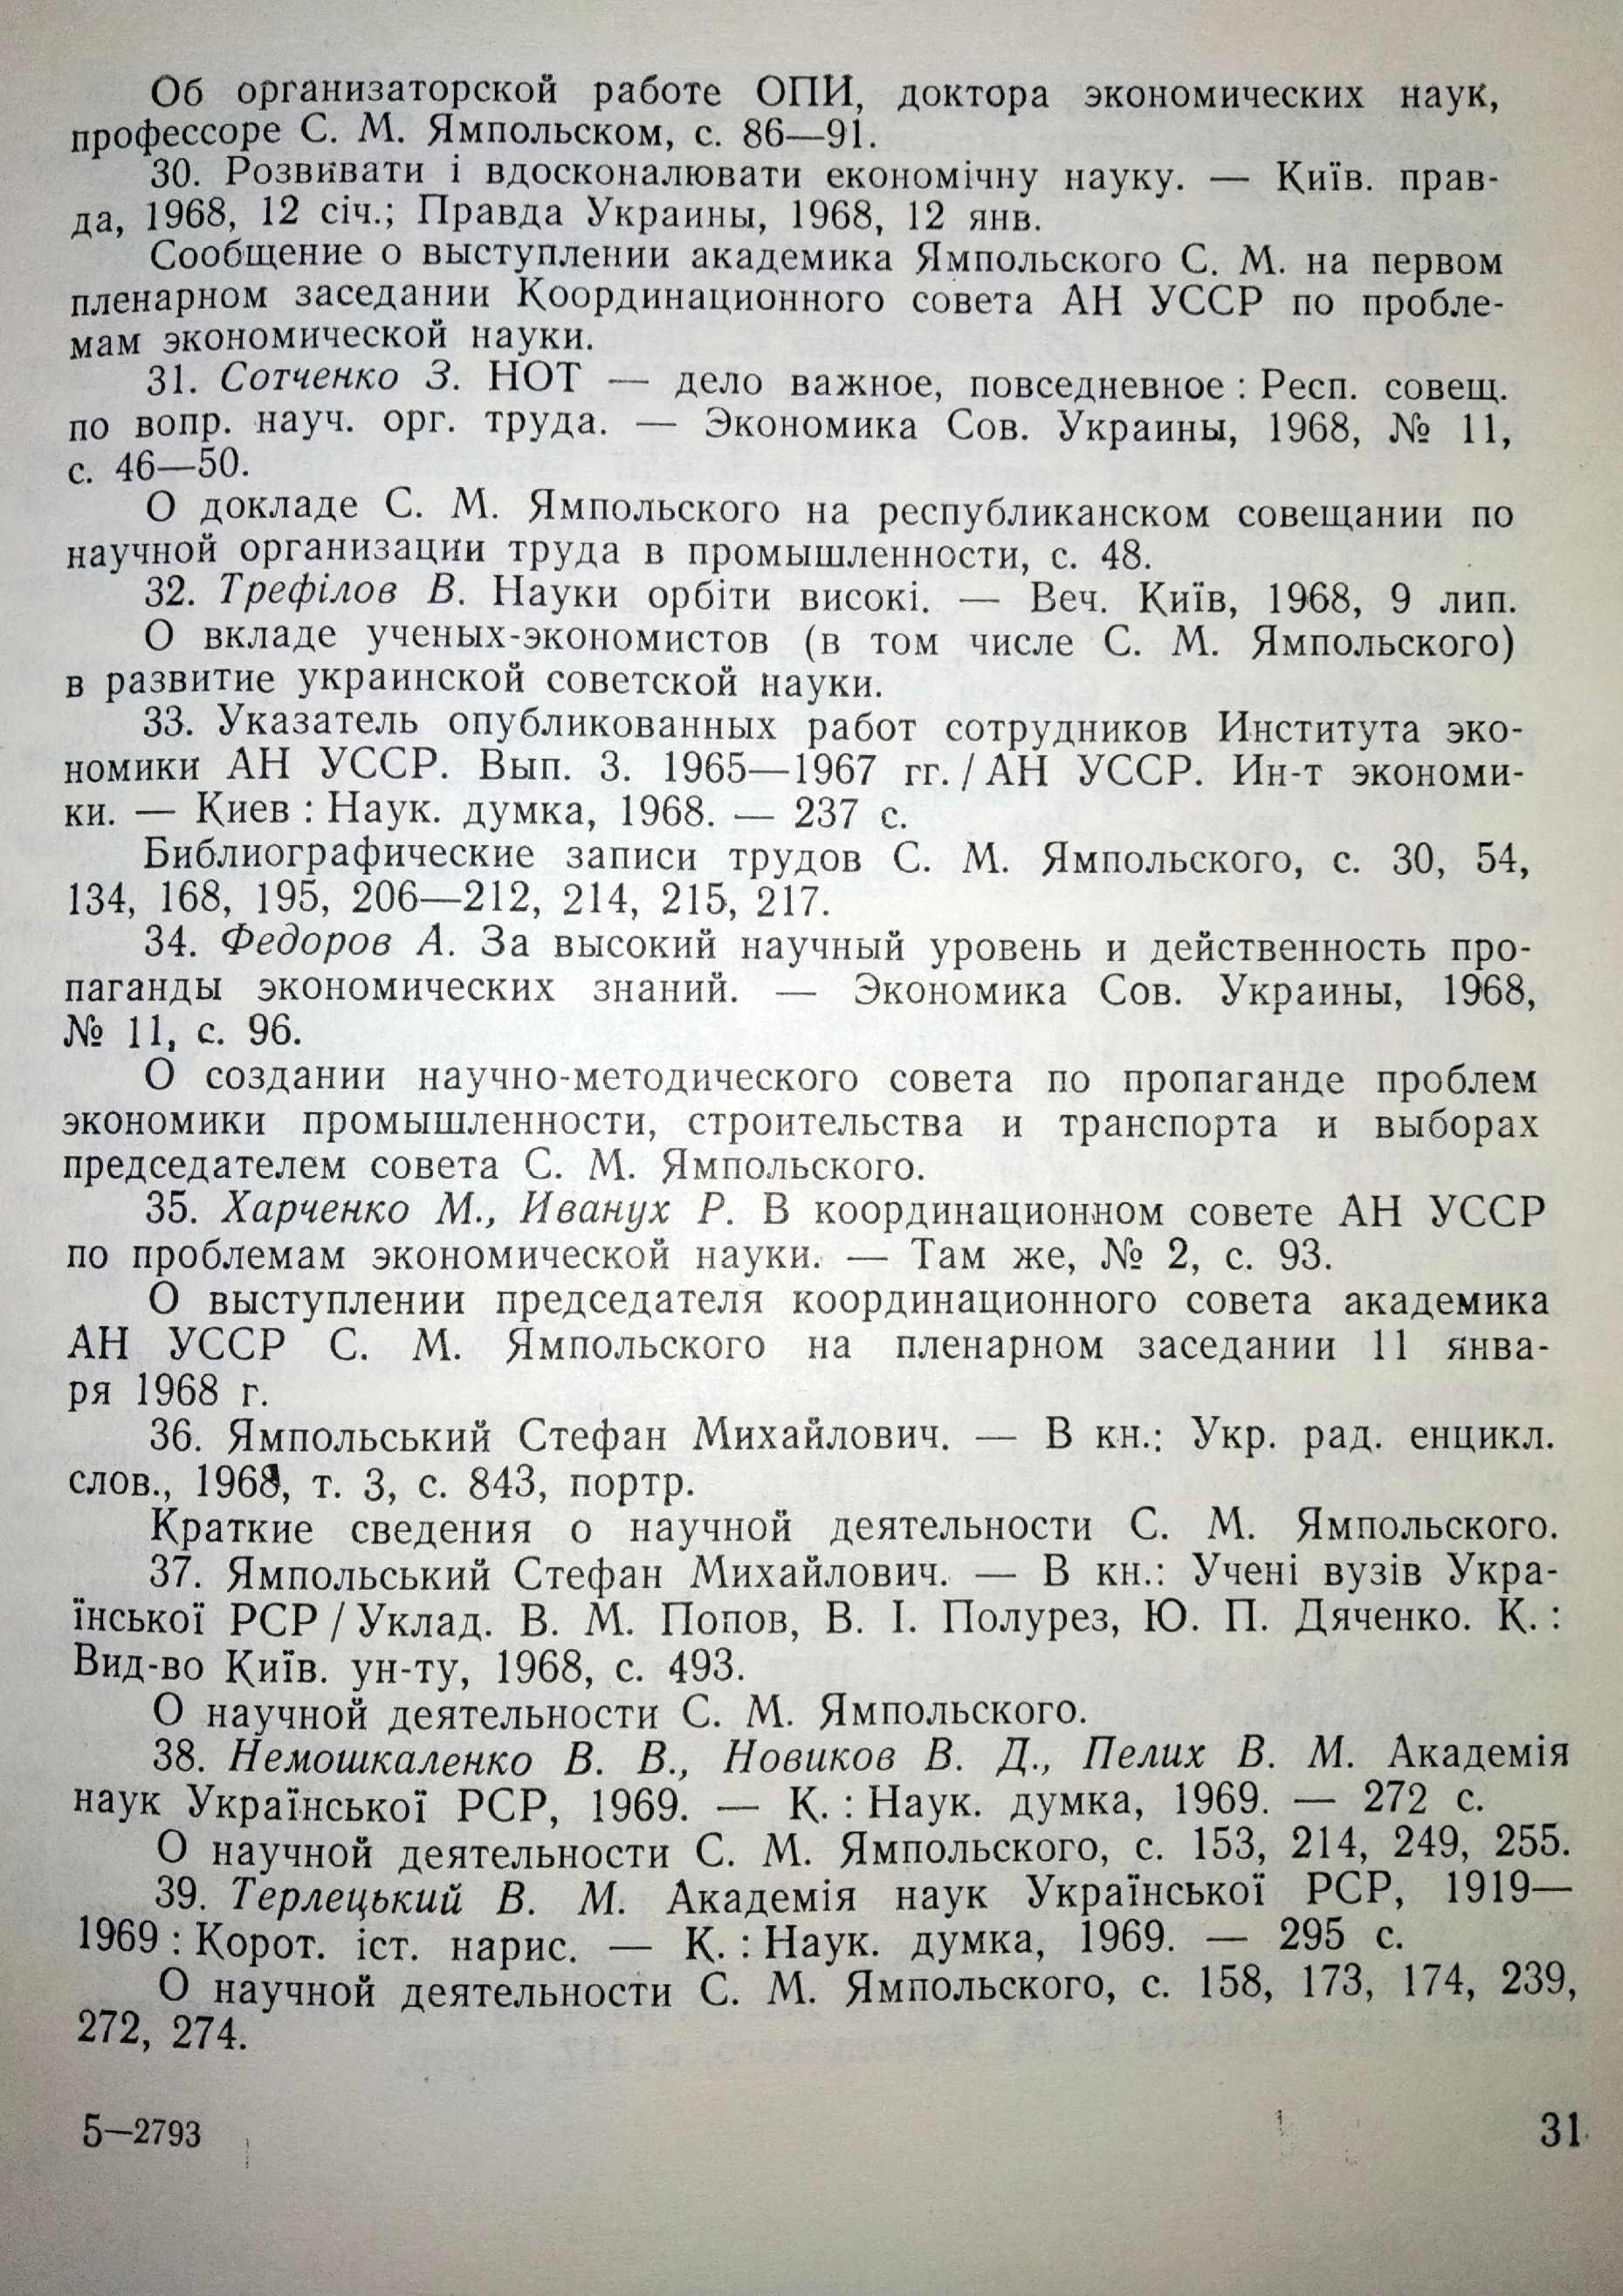 Об организаторской работе ОПИ, доктора экономических наук,
профессоре С. М. Ямпольском, с. 86—91.
30. Розвивати і вдосконалювати економічну науку. — Київ. прав-
да, 1968, 12 січ.; Правда Украины, 1968, 12 янв.
Сообщение о выступлении академика Ямпольского С. М. на первом
пленарном заседании Координационного совета АН УССР по пробле-
мам экономической науки.
31. Сотченко З. НОТ — дело важное, повседневное : Респ. совещ.
по вопр. науч. орг. труда. — Экономика Сов. Украины, 1968, № 11,
с. 46—50.
О докладе С. М. Ямпольского на республиканском совещании по
научной организации труда в промышленности, с. 48.
32. Трефілов В. Науки орбіти високі. — Веч. Київ, 1968, 9 лип.
О вкладе ученых-экономистов (в том числе С. М. Ямпольского)
в развитие украинской советской науки.
33. Указатель опубликованных работ сотрудников Института эко-
номики АН УССР. Вып. 3. 1965—1967 гг. / АН УССР. Ин-т экономи-
ки. — Киев : Наук. думка, 1968. — 237 с.
Библиографические записи трудов С. М. Ямпольского, с. 30, 54,
134, 168, 195, 206—212, 214, 215, 217.
34. Федоров А. За высокий научный уровень и действенность про-
паганды экономических знаний. — Экономика Сов. Украины, 1968,
№ 11, с. 96.
О создании научно-методического совета по пропаганде проблем
экономики промышленности, строительства и транспорта и выборах
председателем совета С. М. Ямпольского.
35. Харченко М., Иванух Р. В координационном совете АН УССР
по проблемам экономической науки. — Там же, № 2, с. 93.
О выступлении председателя координационного совета академика
АН УССР С. М. Ямпольского на пленарном заседании 11 янва-
ря 1968 г.
36. Ямпольський Стефан Михайлович. — В кн.: Укр. рад. енцикл.
слов., 1968, т. 3, с. 843, портр.
Краткие сведения о научной деятельности С. М. Ямпольского.
37. Ямпольський Стефан Михайлович. — В кн.: Учені вузів Укра-
їнської РСР / Уклад. В. М. Попов, В. І. Полурез, Ю. П. Дяченко. К. :
Вид-во Київ. ун-ту, 1968, с. 493.
О научной деятельности С. М. Ямпольского.
38. Немошкаленко В. В., Новиков В. Д., Пелих В. М. Академія
наук Української РСР, 1969. — К. : Наук. думка, 1969. — 272 с.
О научной деятельности С. М. Ямпольского, с. 153, 214, 249, 255.
39. Терлецький В. М. Академія наук Української РСР, 1919—
1969 : Корот. іст. нарис. — К. : Наук. думка, 1969. — 295 с.
О научной деятельности С. М. Ямпольского, с. 158, 173, 174, 239,
272, 274.
5—2793
31